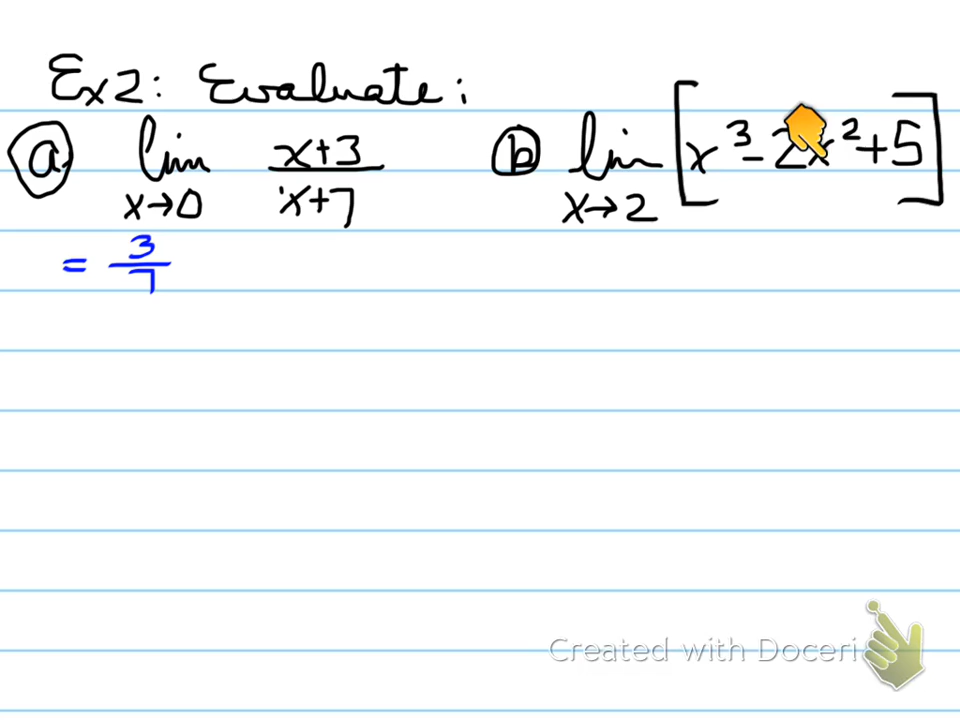 Ex2: Evaluate:
a) lim x→0 x+3/x+7
b) lim x→2 [x³-2x²+5]
= 3/7
Created with Doceri